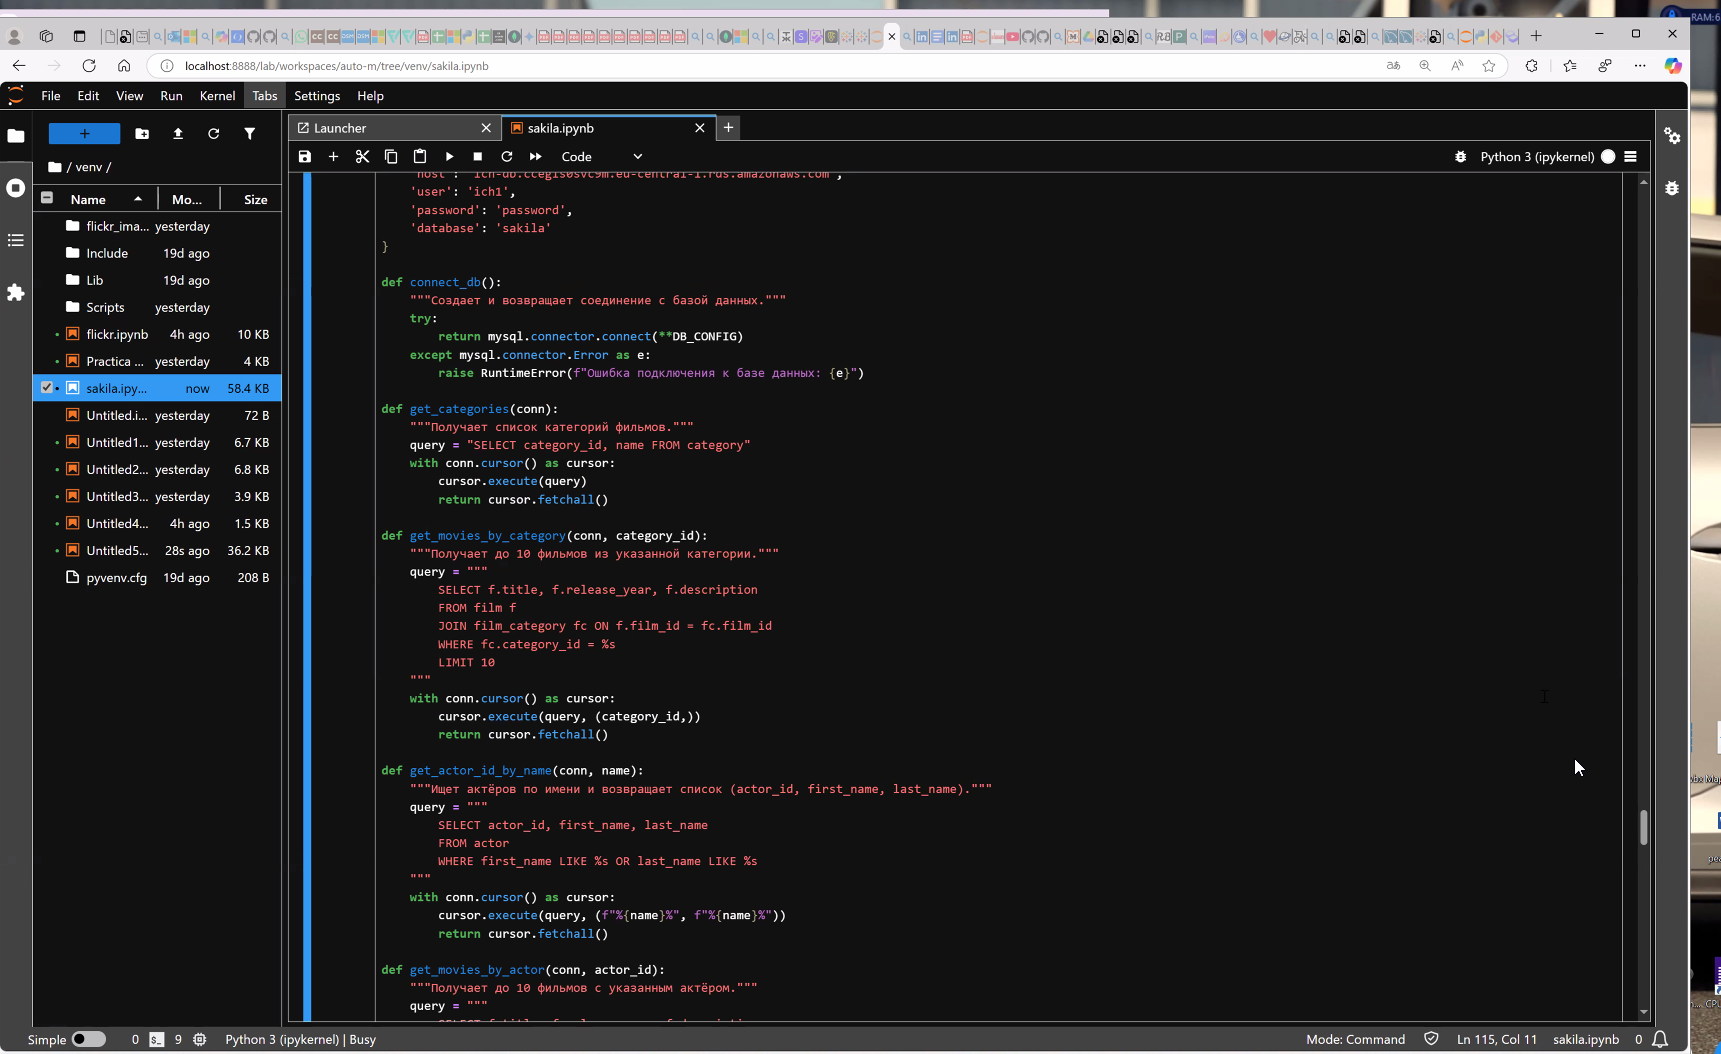 RAM:6
localhost:8888/lab/workspaces/auto-m/tree/venv/sakila.ipynb
File Edit View Run Kernel Tabs Settings Help
Launcher
sakila.ipynb
Code
Python 3 (ipykernel)
/ venv /
Name Mo... Size
flickr_ima... yesterday
Include 19d ago
Lib 19d ago
Scripts yesterday
flickr.ipynb 4h ago 10 KB
Practica ... yesterday 4 KB
sakila.ipy... now 58.4 KB
Untitled.i... yesterday 72 B
Untitled1... yesterday 6.7 KB
Untitled2... yesterday 6.8 KB
Untitled3... yesterday 3.9 KB
Untitled4... 4h ago 1.5 KB
Untitled5... 28s ago 36.2 KB
pyvenv.cfg 19d ago 208 B
'user': 'ich1',
'password': 'password',
'database': 'sakila'
}
def connect_db():
"""Создает и возвращает соединение с базой данных."""
try:
return mysql.connector.connect(**DB_CONFIG)
except mysql.connector.Error as e:
raise RuntimeError(f"Ошибка подключения к базе данных: {e}")
def get_categories(conn):
"""Получает список категорий фильмов."""
query = "SELECT category_id, name FROM category"
with conn.cursor() as cursor:
cursor.execute(query)
return cursor.fetchall()
def get_movies_by_category(conn, category_id):
"""Получает до 10 фильмов из указанной категории."""
query = """
SELECT f.title, f.release_year, f.description
FROM film f
JOIN film_category fc ON f.film_id = fc.film_id
WHERE fc.category_id = %s
LIMIT 10
"""
with conn.cursor() as cursor:
cursor.execute(query, (category_id,))
return cursor.fetchall()
def get_actor_id_by_name(conn, name):
"""Ищет актёров по имени и возвращает список (actor_id, first_name, last_name)."""
query = """
SELECT actor_id, first_name, last_name
FROM actor
WHERE first_name LIKE %s OR last_name LIKE %s
"""
with conn.cursor() as cursor:
cursor.execute(query, (f"%{name}%", f"%{name}%"))
return cursor.fetchall()
def get_movies_by_actor(conn, actor_id):
"""Получает до 10 фильмов с указанным актёром."""
query = """
Simple 0 9 Python 3 (ipykernel) | Busy
Mode: Command Ln 115, Col 11 sakila.ipynb 0